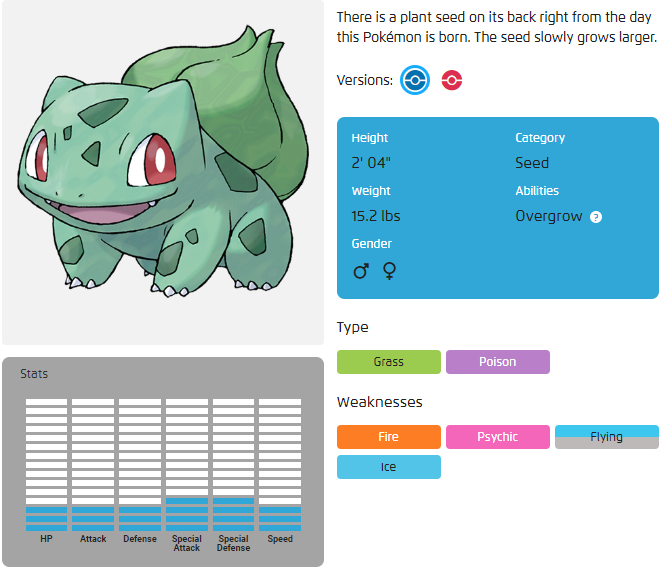 There is a plant seed on its back right from the day
this Pokémon is born. The seed slowly grows larger.
Versions:
Height
2' 04"
Category
Seed
Weight
15.2 lbs
Abilities
Overgrow ?
Gender
Type
Grass
Poison
Weaknesses
Fire
Psychic
Flying
Ice
Stats
HP
Attack
Defense
Special
Attack
Special
Defense
Speed